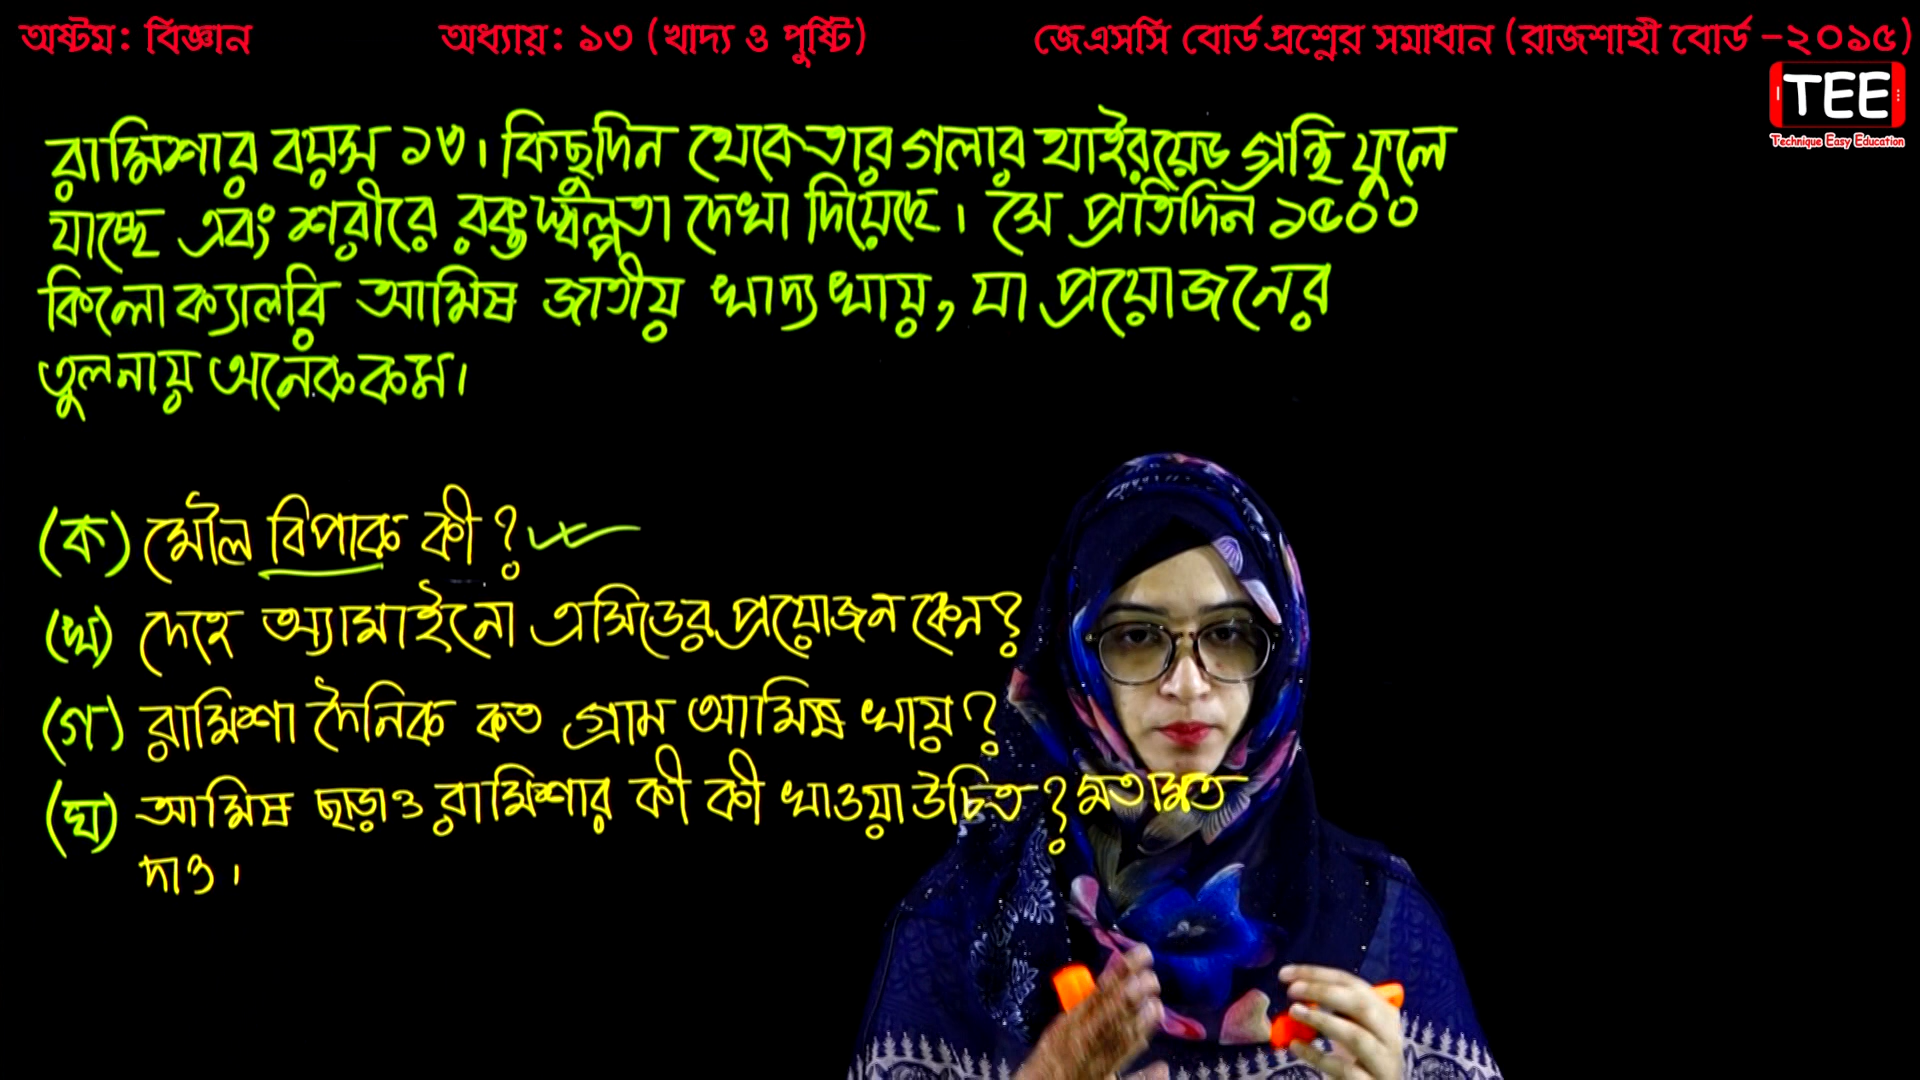 অষ্টম: বিজ্ঞান অধ্যায়: ১৩ (খাদ্য ও পুষ্টি) জেএসসি বোর্ড প্রশ্নের সমাধান (রাজশাহী বোর্ড -২০১৫)
TEE
Technique Easy Education
রামিশার বয়স ১৩। কিছুদিন থেকে তার গলার থাইরয়েড গ্রন্থি ফুলে
যাচ্ছে এবং শরীরে রক্তস্বল্পতা দেখা দিয়েছে। সে প্রতিদিন ১৫০০
কিলোক্যালরি আমিষ জাতীয় খাদ্য খায়, যা প্রয়োজনের
তুলনায় অনেক কম।
(ক) মৌল বিপাক কী?
(খ) দেহে অ্যামাইনো এসিডের প্রয়োজন কেন?
(গ) রামিশা দৈনিক কত গ্রাম আমিষ খায়?
(ঘ) আমিষ ছাড়াও রামিশার কী কী খাওয়া উচিত? মতামত
দাও।